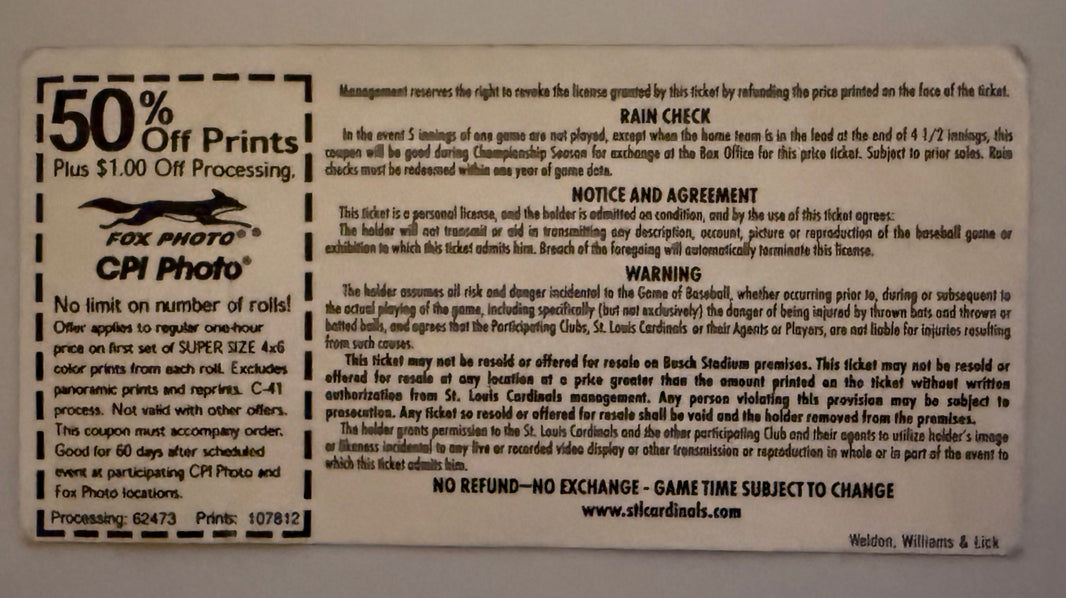 50%
Off Prints
Plus $1.00 Off Processing.
FOX PHOTO®®
CPI Photo®
No limit on number of rolls!
Offer applies to regular one-hour
price on first set of SUPER SIZE 4x6
color prints from each roll. Excludes
panoramic prints and reprints. C-41
process. Not valid with other offers.
This coupon must accompany order.
Good for 60 days after scheduled
event at participating CPI Photo and
Fox Photo locations.
Processing: 62473 Prints: 107812
Management reserves the right to revoke the license granted by this ticket by refunding the price printed on the face of the ticket.
RAIN CHECK
In the event 5 innings of one game are not played, except when the home team is in the lead at the end of 4 1/2 innings, this
coupon will be good during Championship Season for exchange at the Box Office for this price ticket. Subject to prior sales. Rain
checks must be redeemed within one year of game date.
NOTICE AND AGREEMENT
This ticket is a personal license, and the holder is admitted on condition, and by the use of this ticket agrees:
The holder will not transmit or aid in transmitting any description, account, picture or reproduction of the baseball game or
exhibition to which this ticket admits him. Breach of the foregoing will automatically terminate this license.
WARNING
The holder assumes all risk and danger incidental to the Game of Baseball, whether occurring prior to, during or subsequent to
the actual playing of the game, including specifically (but not exclusively) the danger of being injured by thrown bats and thrown or
batted balls, and agrees that the Participating Clubs, St. Louis Cardinals or their Agents or Players, are not liable for injuries resulting
from such causes.
This ticket may not be resold or offered for resale on Busch Stadium premises. This ticket may not be resold or
offered for resale at any location at a price greater than the amount printed on the ticket without written
authorization from St. Louis Cardinals management. Any person violating this provision may be subject to
prosecution. Any ticket so resold or offered for resale shall be void and the holder removed from the premises.
The holder grants permission to the St. Louis Cardinals and the other participating Club and their agents to utilize holder's image
or likeness incidental to any live or recorded video display or other transmission or reproduction in whole or in part of the event to
which this ticket admits him.
NO REFUND—NO EXCHANGE - GAME TIME SUBJECT TO CHANGE
www.stlcardinals.com
Weldon, Williams & Lick